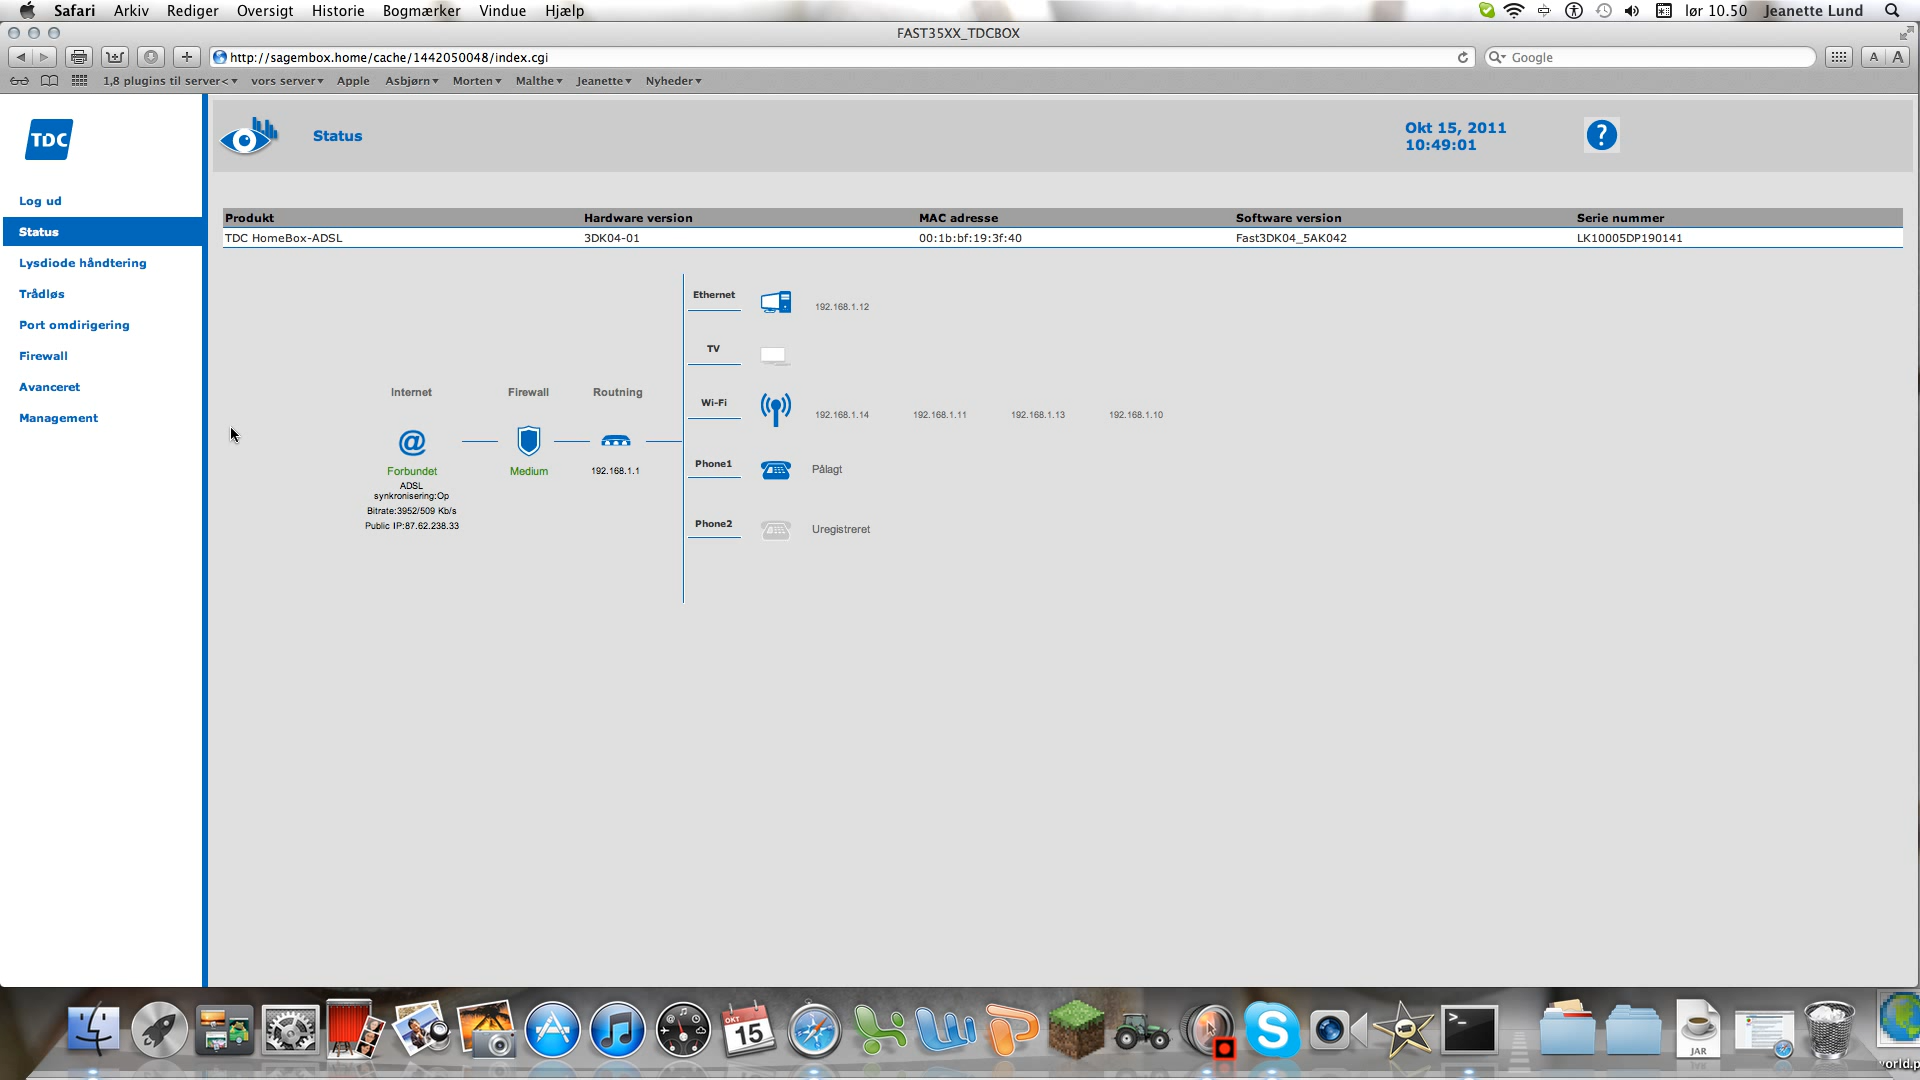 Safari Arkiv Rediger Oversigt Historie Bogmærker Vindue Hjælp lør 10.50 Jeanette Lund
FAST35XX_TDCBOX
http://sagembox.home/cache/1442050048/index.cgi Google A A
1,8 plugins til server< vors server Apple Asbjørn Morten Malthe Jeanette Nyheder
TDC
Status
Okt 15, 2011
10:49:01
?
Log ud
Status
Lysdiode håndtering
Trådløs
Port omdirigering
Firewall
Avanceret
Management
Produkt Hardware version MAC adresse Software version Serie nummer
TDC HomeBox-ADSL 3DK04-01 00:1b:bf:19:3f:40 Fast3DK04_5AK042 LK10005DP190141
Ethernet 192.168.1.12
TV
Wi-Fi 192.168.1.14 192.168.1.11 192.168.1.13 192.168.1.10
Phone1 Pålagt
Phone2 Uregistreret
Internet Firewall Routning
@
Forbundet Medium 192.168.1.1
ADSL
synkronisering:Op
Bitrate:3952/509 Kb/s
Public IP:87.62.238.33
OKT
15
S
>_
JAR
world.p